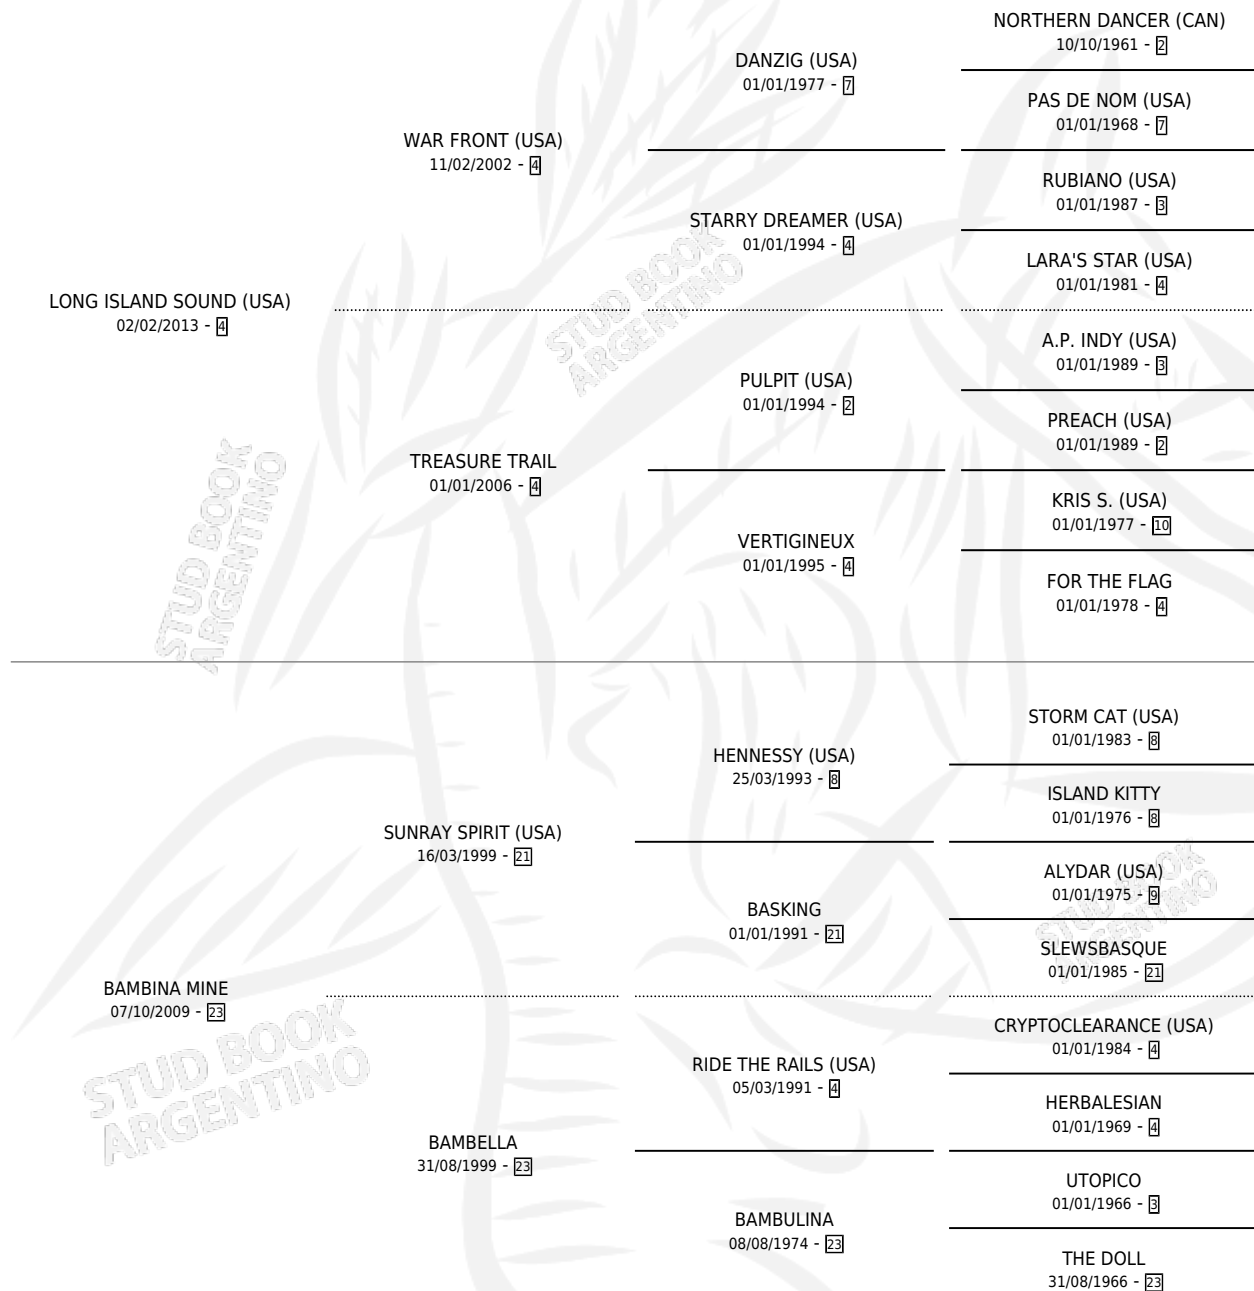 NORTHERN DANCER (CAN)
10/10/1961 - 2
DANZIG (USA)
01/01/1977 - 7
PAS DE NOM (USA)
01/01/1968 - 7
WAR FRONT (USA)
11/02/2002 - 4
RUBIANO (USA)
01/01/1987 - 3
STARRY DREAMER (USA)
01/01/1994 - 4
LARA'S STAR (USA)
01/01/1981 - 4
LONG ISLAND SOUND (USA)
02/02/2013 - 4
A.P. INDY (USA)
01/01/1989 - 3
PULPIT (USA)
01/01/1994 - 2
PREACH (USA)
01/01/1989 - 2
TREASURE TRAIL
01/01/2006 - 4
KRIS S. (USA)
01/01/1977 - 10
VERTIGINEUX
01/01/1995 - 4
FOR THE FLAG
01/01/1978 - 4
STORM CAT (USA)
01/01/1983 - 8
HENNESSY (USA)
25/03/1993 - 8
ISLAND KITTY
01/01/1976 - 8
SUNRAY SPIRIT (USA)
16/03/1999 - 21
ALYDAR (USA)
01/01/1975 - 9
BASKING
01/01/1991 - 21
SLEWSBASQUE
01/01/1985 - 21
BAMBINA MINE
07/10/2009 - 23
CRYPTOCLEARANCE (USA)
01/01/1984 - 4
RIDE THE RAILS (USA)
05/03/1991 - 4
HERBALESIAN
01/01/1969 - 4
BAMBELLA
31/08/1999 - 23
UTOPICO
01/01/1966 - 3
BAMBULINA
08/08/1974 - 23
THE DOLL
31/08/1966 - 23
STUD BOOK
ARGENTINO
STUD BOOK
ARGENTINO
STUD BOOK
ARGENTINO
STUD BOOK
ARGENTINO